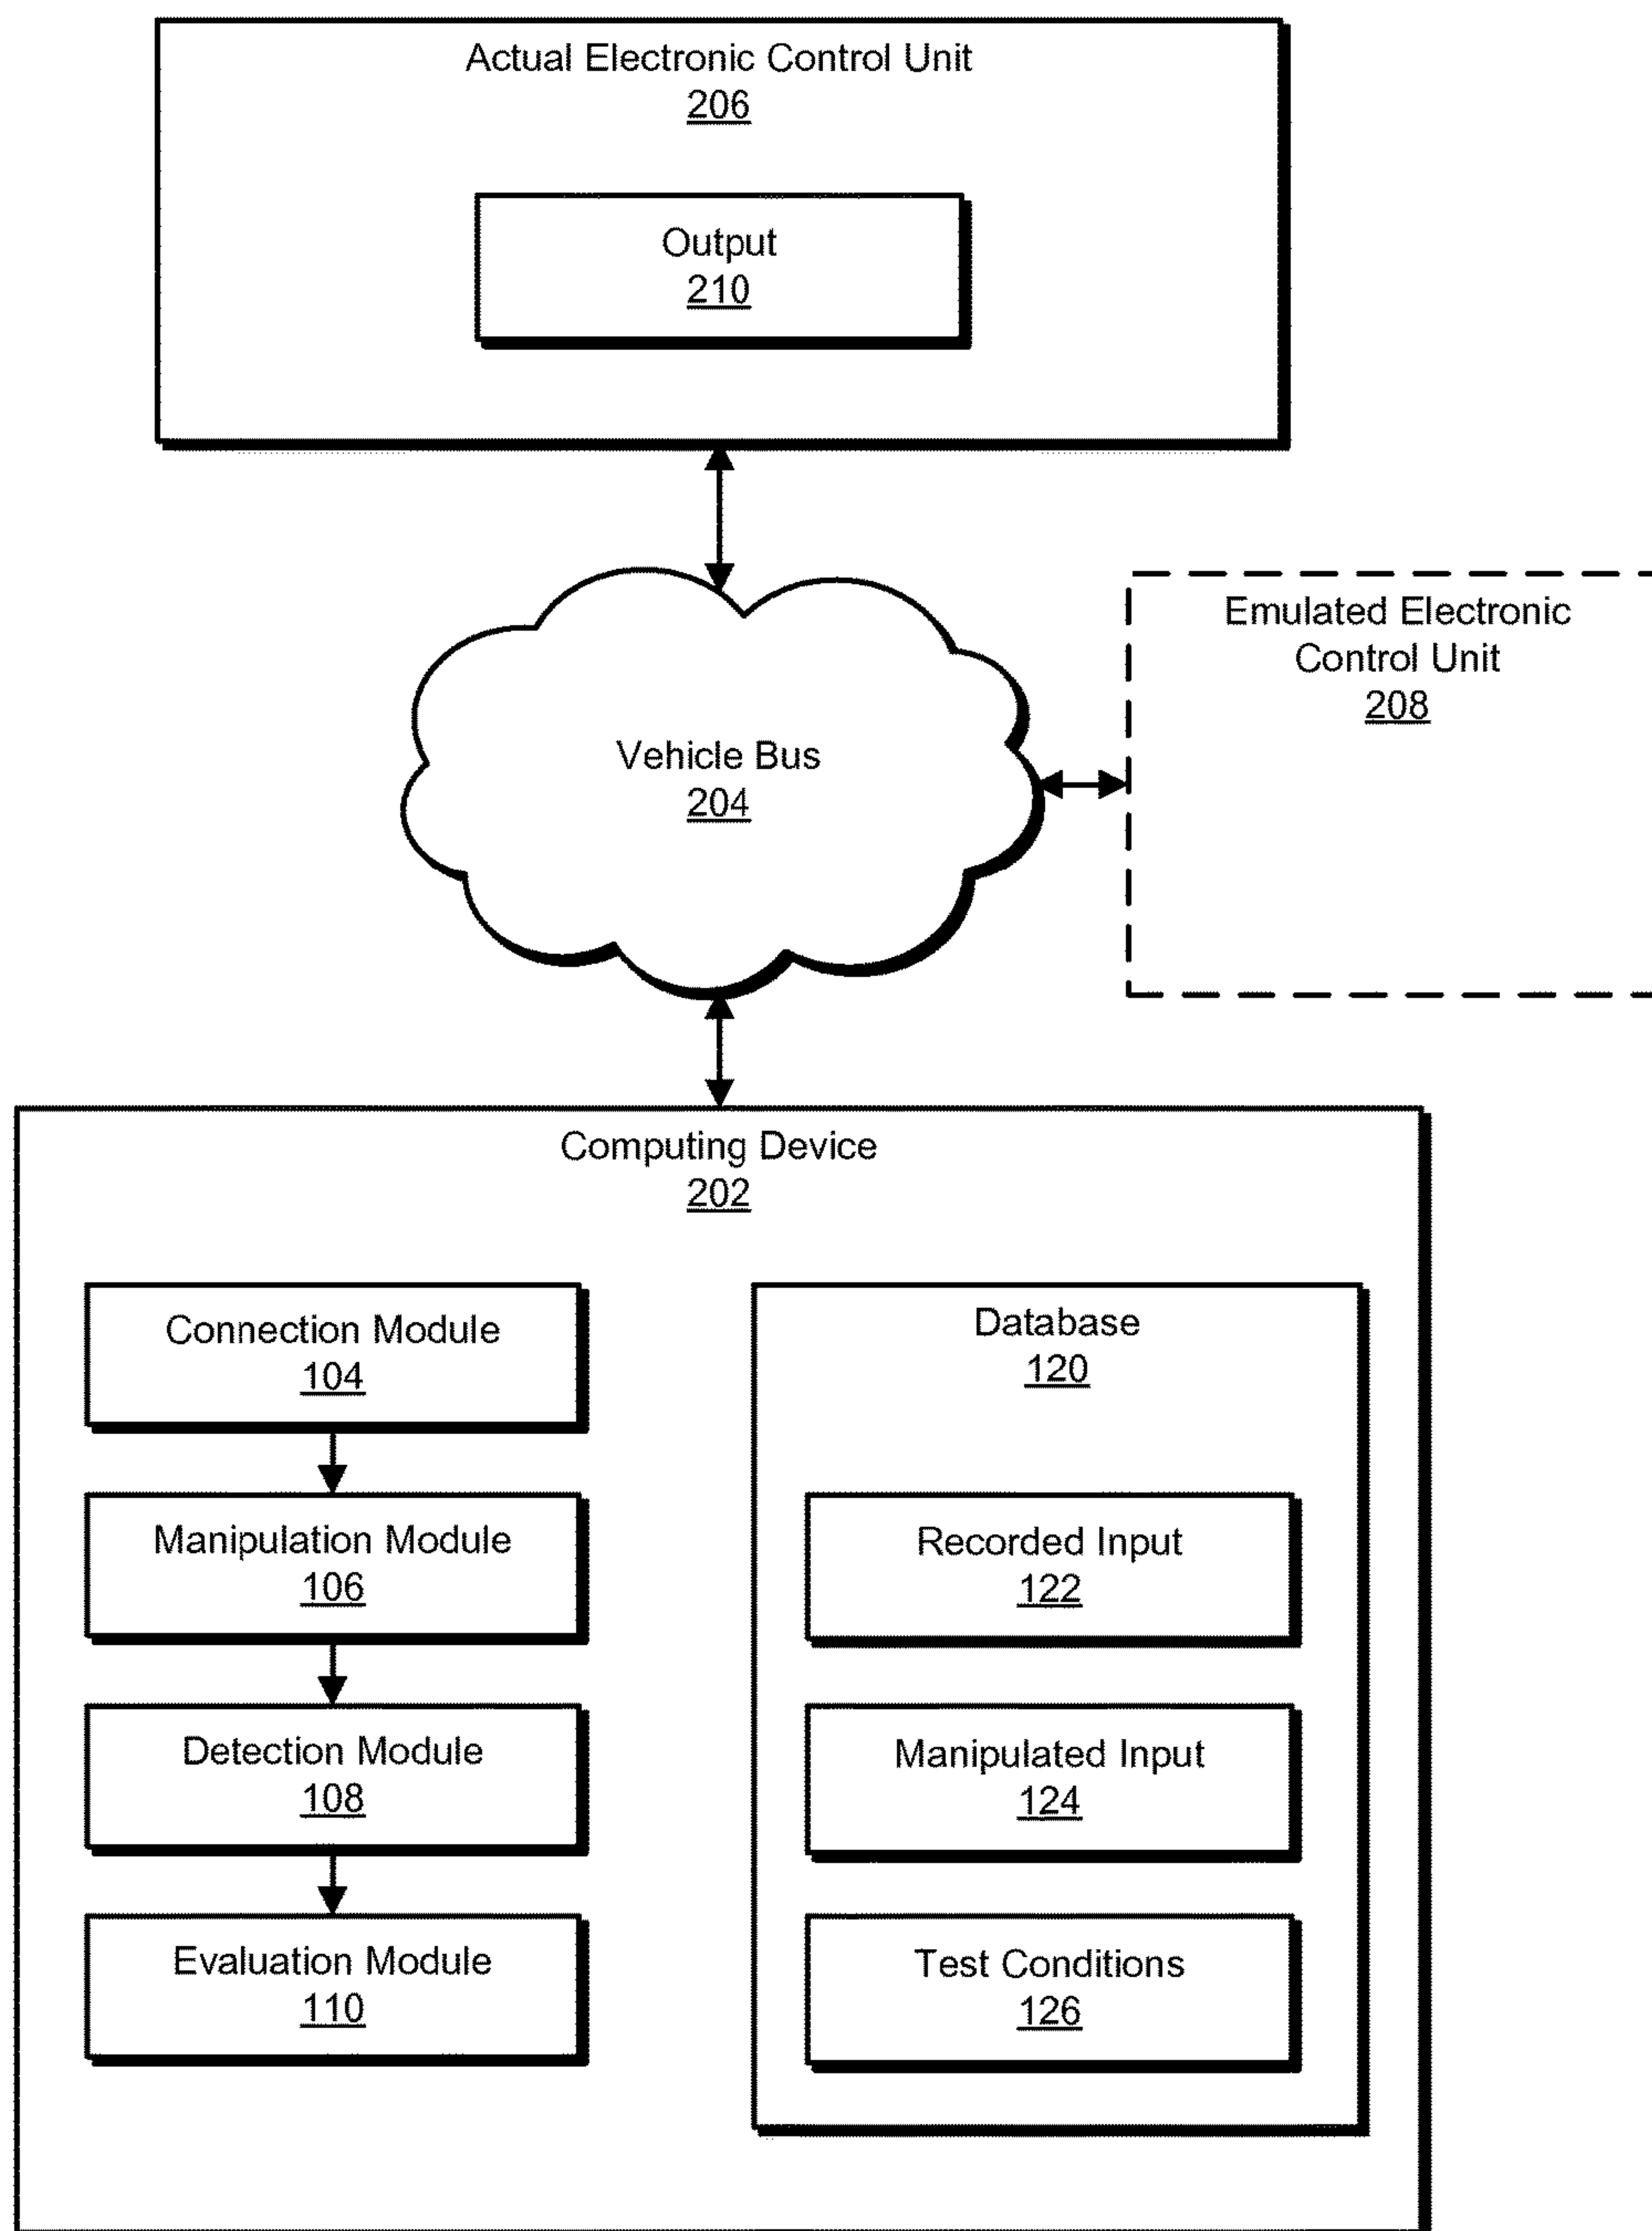 Actual Electronic Control Unit
206
Output
210
Emulated Electronic
Control Unit
208
Vehicle Bus
204
Computing Device
202
Connection Module
104
Manipulation Module
106
Detection Module
108
Evaluation Module
110
Database
120
Recorded Input
122
Manipulated Input
124
Test Conditions
126